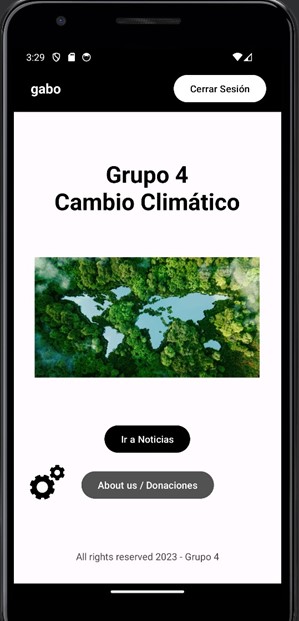 3:29
gabo
Cerrar Sesión
Grupo 4
Cambio Climático
Ir a Noticias
About us / Donaciones
All rights reserved 2023 - Grupo 4